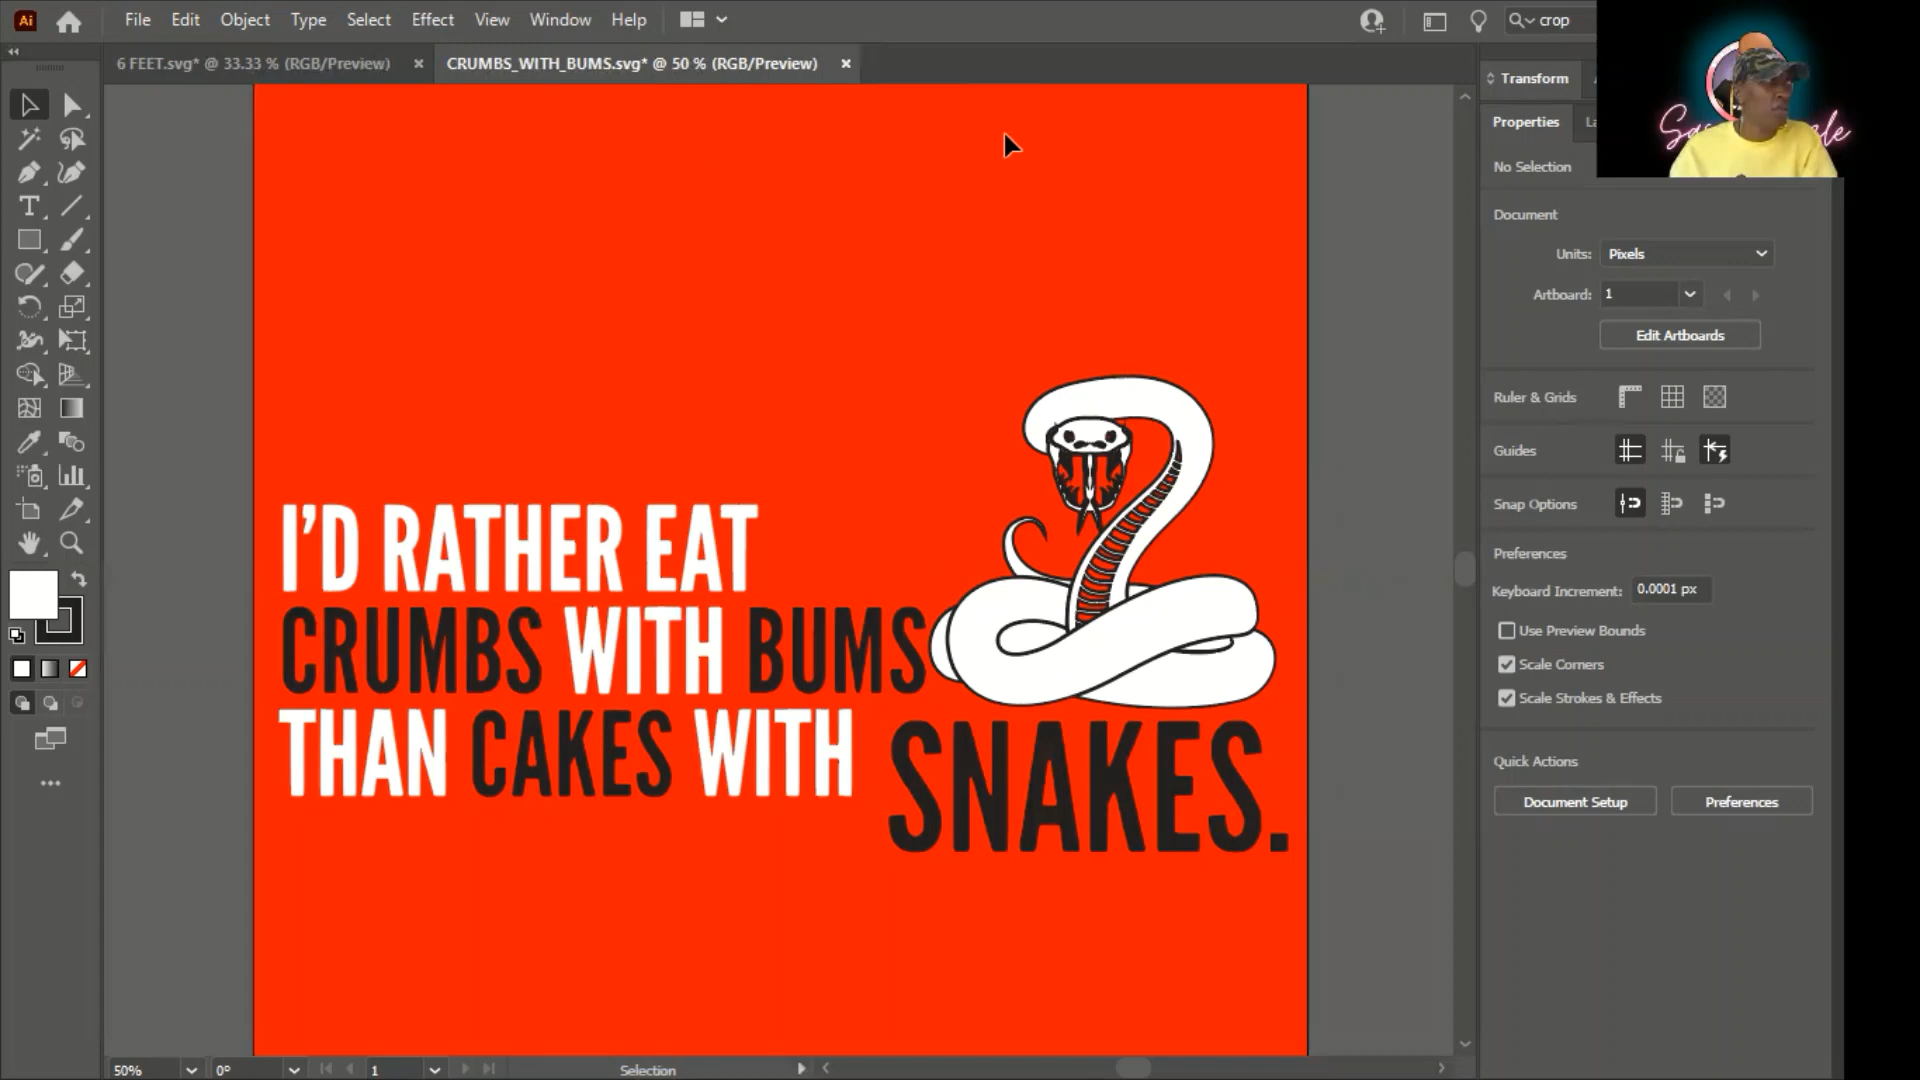 Ai File Edit Object Type Select Effect View Window Help crop
6 FEET.svg* @ 33.33 % (RGB/Preview) × CRUMBS_WITH_BUMS.svg* @ 50 % (RGB/Preview) ×
Transform
Properties
No Selection
Document
Units: Pixels
Artboard: 1
Edit Artboards
Ruler & Grids
Guides
Snap Options
Preferences
Keyboard Increment: 0.0001 px
Use Preview Bounds
Scale Corners
Scale Strokes & Effects
Quick Actions
Document Setup Preferences
I'D RATHER EAT
CRUMBS WITH BUMS
THAN CAKES WITH
SNAKES.
50% 0° 1 Selection